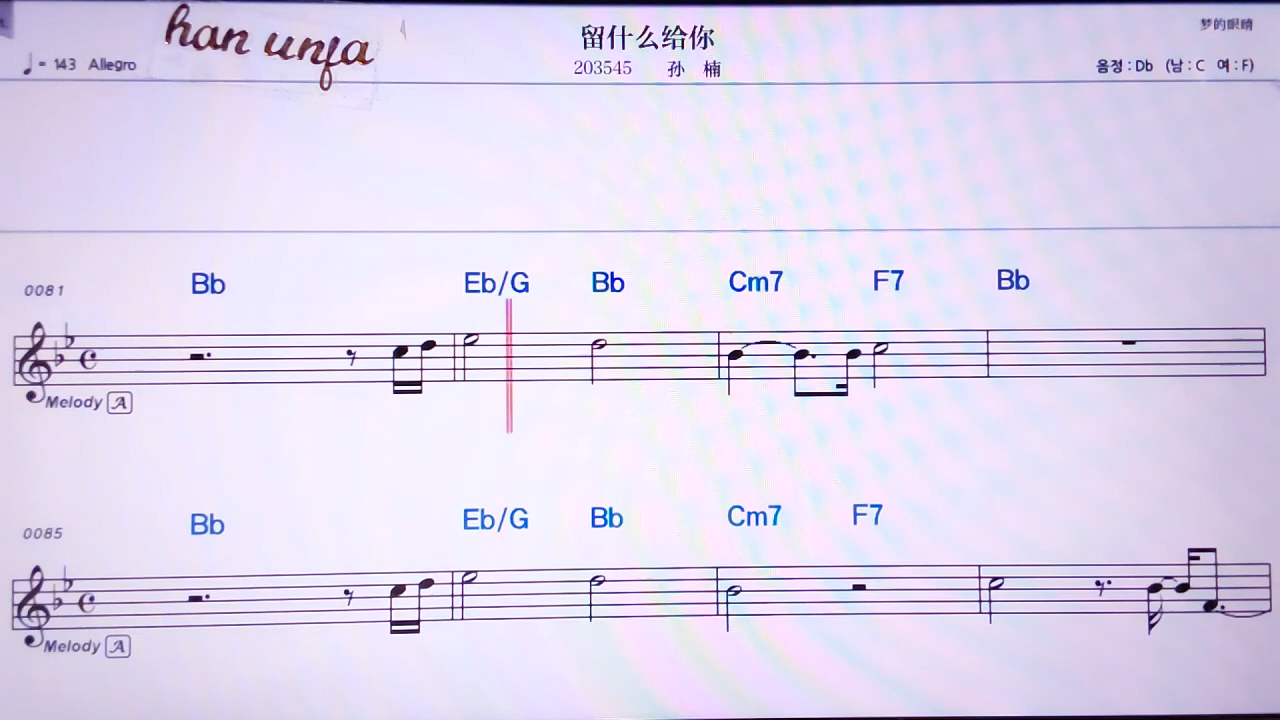 han unfa
留什么给你
梦的眼睛
♩= 143 Allegro
203545 孙 楠
음정 : Db (남 : C 여 : F)
0081 Bb Eb/G Bb Cm7 F7 Bb
Melody A
0085 Bb Eb/G Bb Cm7 F7
Melody A